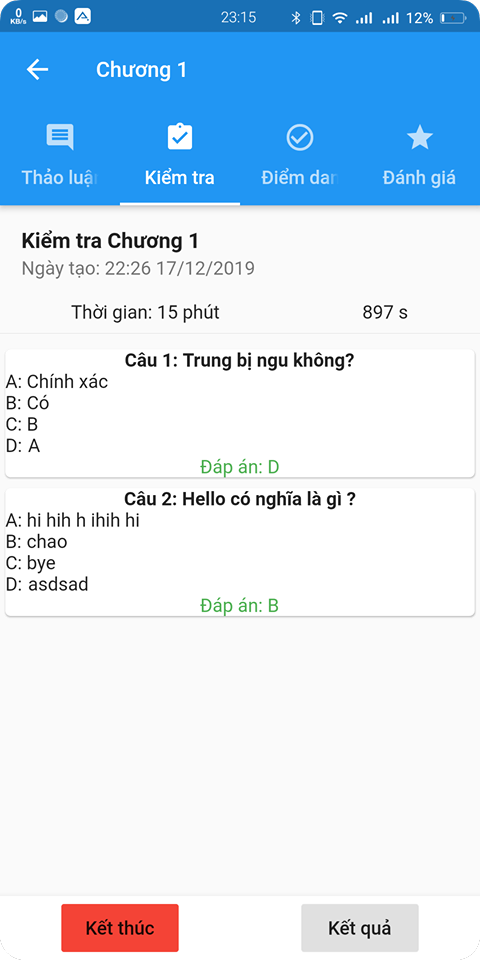 0
KB/s
23:15
12%
Chương 1
Thảo luận
Kiểm tra
Điểm dan
Đánh giá
Kiểm tra Chương 1
Ngày tạo: 22:26 17/12/2019
Thời gian: 15 phút
897 s
Câu 1: Trung bị ngu không?
A: Chính xác
B: Có
C: B
D: A
Đáp án: D
Câu 2: Hello có nghĩa là gì ?
A: hi hih h ihih hi
B: chao
C: bye
D: asdsad
Đáp án: B
Kết thúc
Kết quả